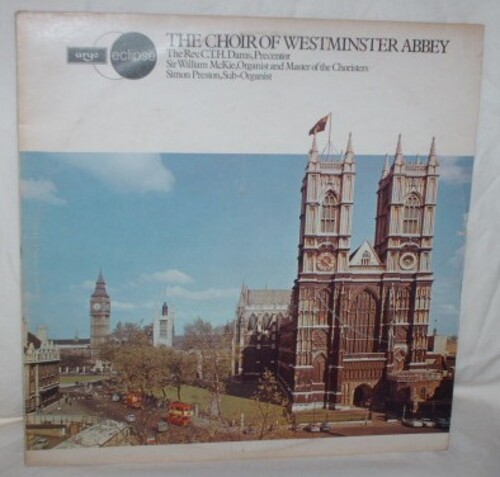 argo eclipse
THE CHOIR OF WESTMINSTER ABBEY
The Rev. C.T.H. Dams, Precentor
Sir William McKie, Organist and Master of the Choristers
Simon Preston, Sub-Organist